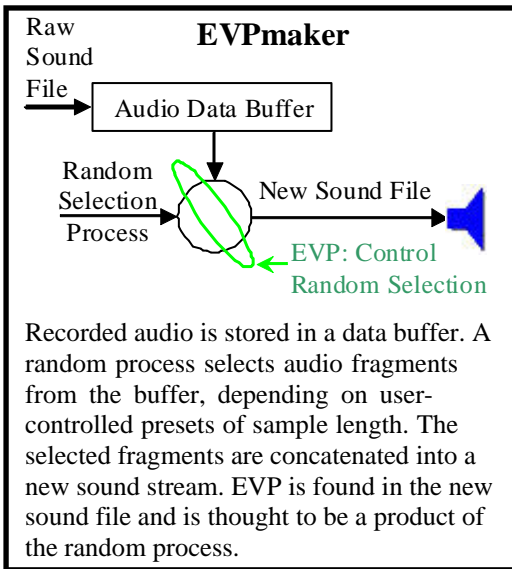 EVPmaker
Raw
Sound
File
Audio Data Buffer
Random
Selection
Process
New Sound File
EVP: Control
Random Selection
Recorded audio is stored in a data buffer. A
random process selects audio fragments
from the buffer, depending on user-
controlled presets of sample length. The
selected fragments are concatenated into a
new sound stream. EVP is found in the new
sound file and is thought to be a product of
the random process.